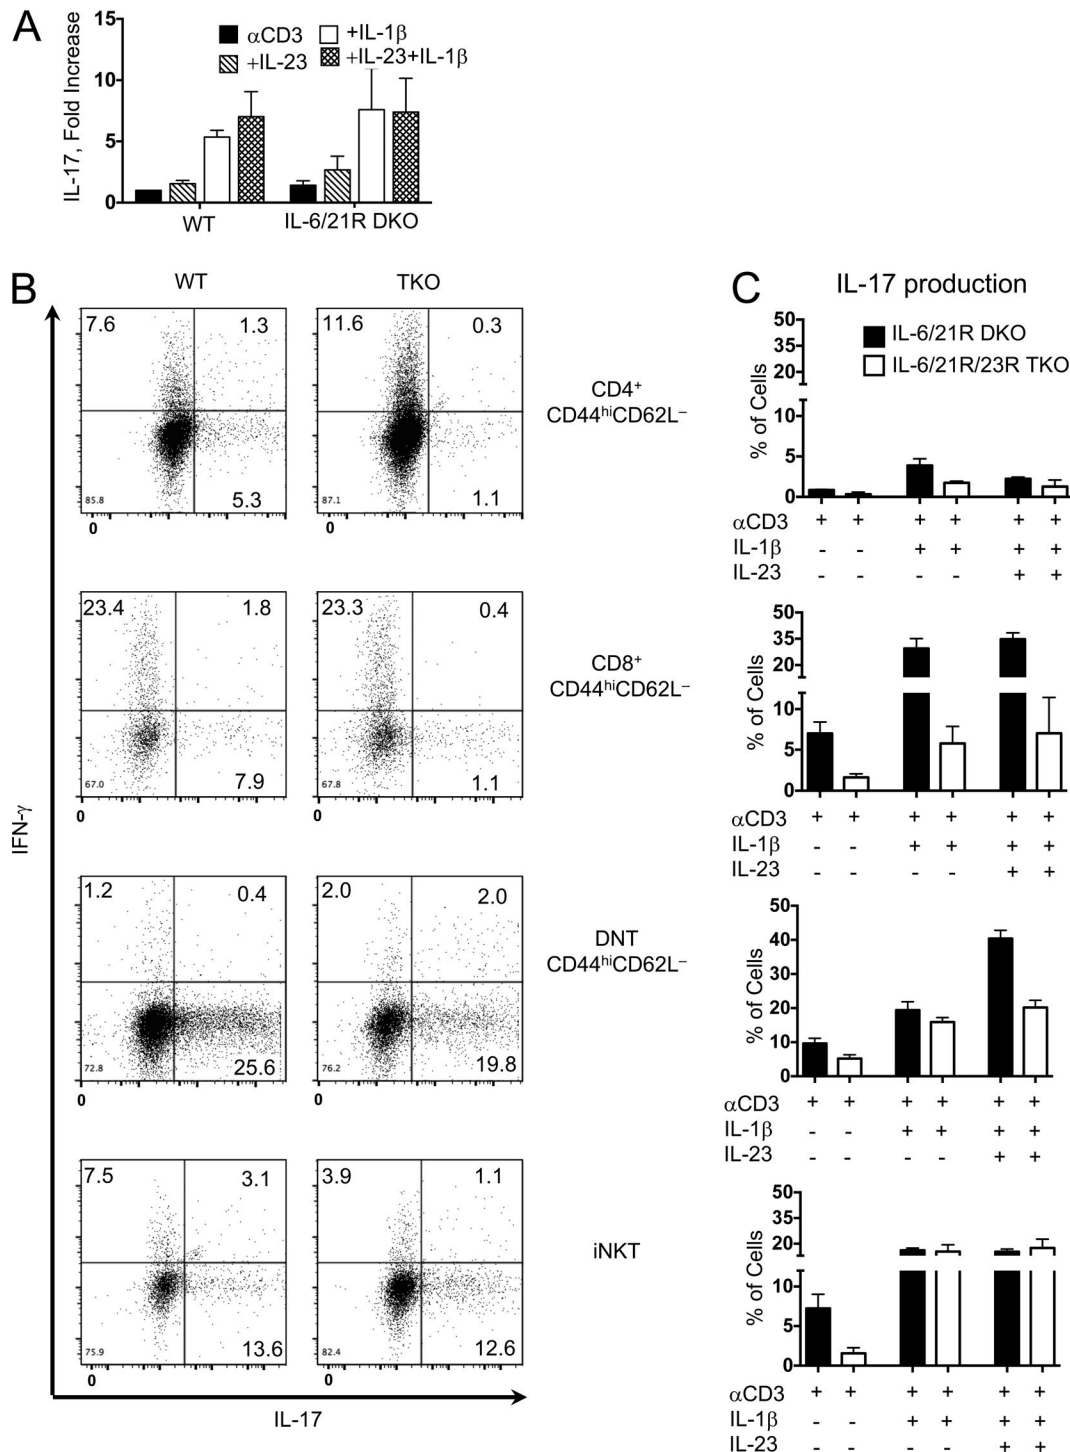 A
15
10
5
0
IL-17, Fold Increase
αCD3
+IL-1β
+IL-23
+IL-23+IL-1β
WT
IL-6/21R DKO
B
WT
TKO
7.6
1.3
85.8
5.3
0
11.6
0.3
87.1
1.1
0
CD4⁺
CD44ʰⁱCD62L⁻
23.4
1.8
67.0
7.9
0
23.3
0.4
67.8
1.1
0
CD8⁺
CD44ʰⁱCD62L⁻
1.2
0.4
72.8
25.6
0
2.0
2.0
76.2
19.8
0
DNT
CD44ʰⁱCD62L⁻
7.5
3.1
75.9
13.6
0
3.9
1.1
82.4
12.6
0
iNKT
IFN-γ
IL-17
C
IL-17 production
IL-6/21R DKO
IL-6/21R/23R TKO
50
35
20
10
5
0
% of Cells
αCD3 + + + + + +
IL-1β - - + + + +
IL-23 - - - - + +
50
35
20
10
5
0
% of Cells
αCD3 + + + + + +
IL-1β - - + + + +
IL-23 - - - - + +
50
40
30
20
10
0
% of Cells
αCD3 + + + + + +
IL-1β - - + + + +
IL-23 - - - - + +
50
20
10
5
0
% of Cells
αCD3 + + + + + +
IL-1β - - + + + +
IL-23 - - - - + +